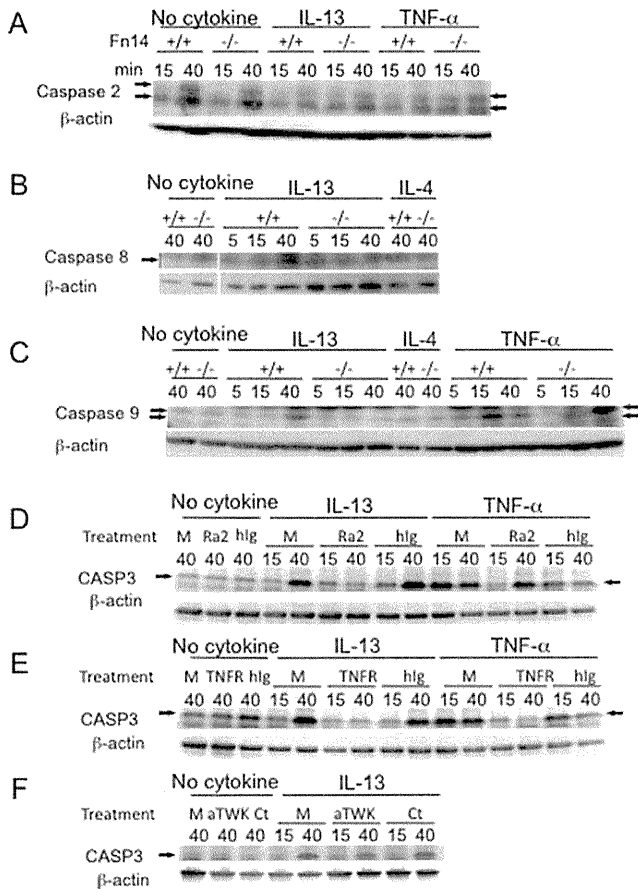 A
No cytokine IL-13 TNF-α
Fn14 +/+ -/- +/+ -/- +/+ -/-
min 15 40 15 40 15 40 15 40 15 40 15 40
Caspase 2
β-actin
B
No cytokine IL-13 IL-4
+/+ -/- +/+ -/- +/+ -/-
40 40 5 15 40 5 15 40 40 40
Caspase 8
β-actin
C
No cytokine IL-13 IL-4 TNF-α
+/+ -/- +/+ -/- +/+ -/- +/+ -/-
40 40 5 15 40 5 15 40 40 40 5 15 40 5 15 40
Caspase 9
β-actin
D
No cytokine IL-13 TNF-α
Treatment M Ra2 hIg M Ra2 hIg M Ra2 hIg
40 40 40 15 40 15 40 15 40 15 40 15 40 15 40
CASP3
β-actin
E
No cytokine IL-13 TNF-α
Treatment M TNFR hIg M TNFR hIg M TNFR hIg
40 40 40 15 40 15 40 15 40 15 40 15 40 15 40
CASP3
β-actin
F
No cytokine IL-13
Treatment M aTWK Ct M aTWK Ct
40 40 40 15 40 15 40 15 40
CASP3
β-actin